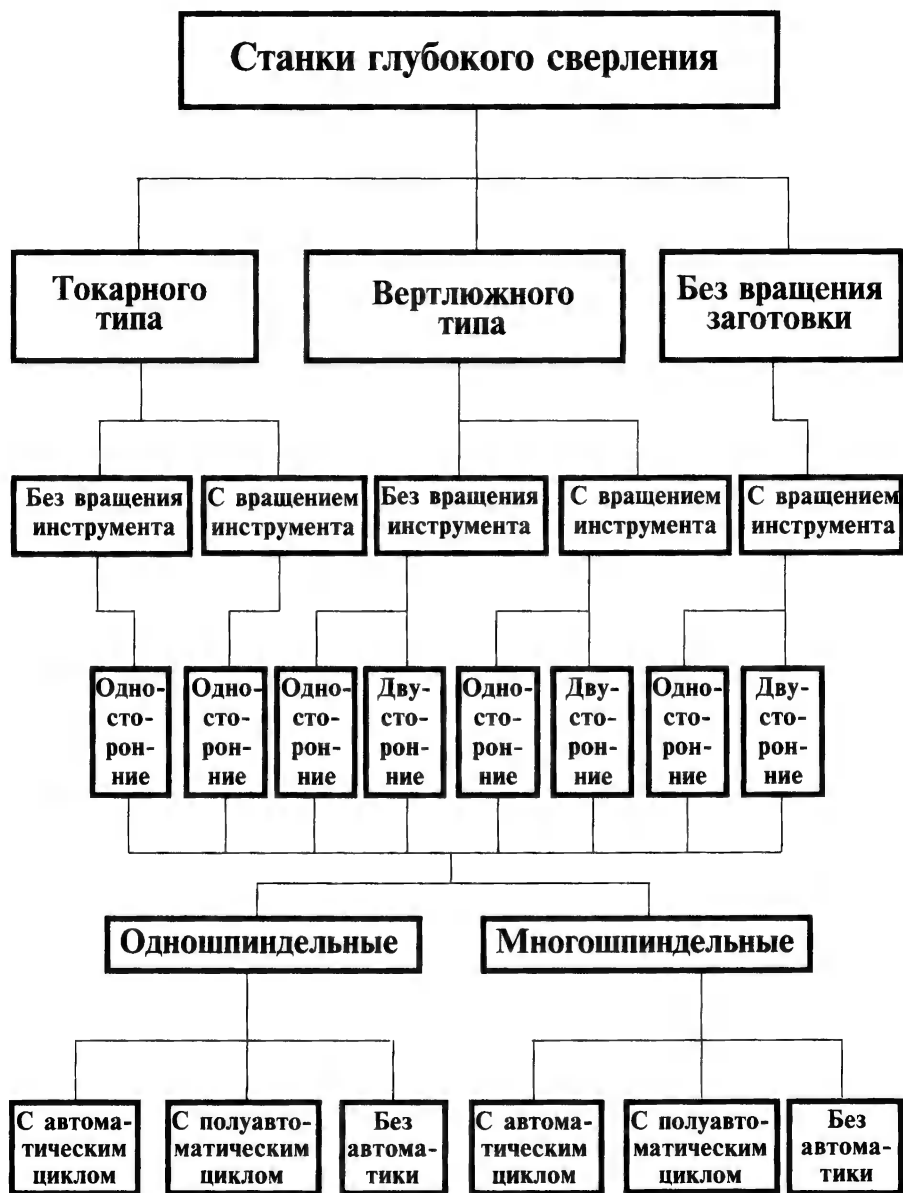 Станки глубокого сверления
Токарного
типа
Вертлюжного
типа
Без вращения
заготовки
Без вращения
инструмента
С вращением
инструмента
Без вращения
инструмента
С вращением
инструмента
С вращением
инструмента
Одно-
сто-
рон-
ние
Одно-
сто-
рон-
ние
Одно-
сто-
рон-
ние
Дву-
сто-
рон-
ние
Одно-
сто-
рон-
ние
Дву-
сто-
рон-
ние
Одно-
сто-
рон-
ние
Дву-
сто-
рон-
ние
Одношпиндельные
Многошпиндельные
С автома-
тическим
циклом
С полуавто-
матическим
циклом
Без
автома-
тики
С автома-
тическим
циклом
С полуавто-
матическим
циклом
Без
автома-
тики